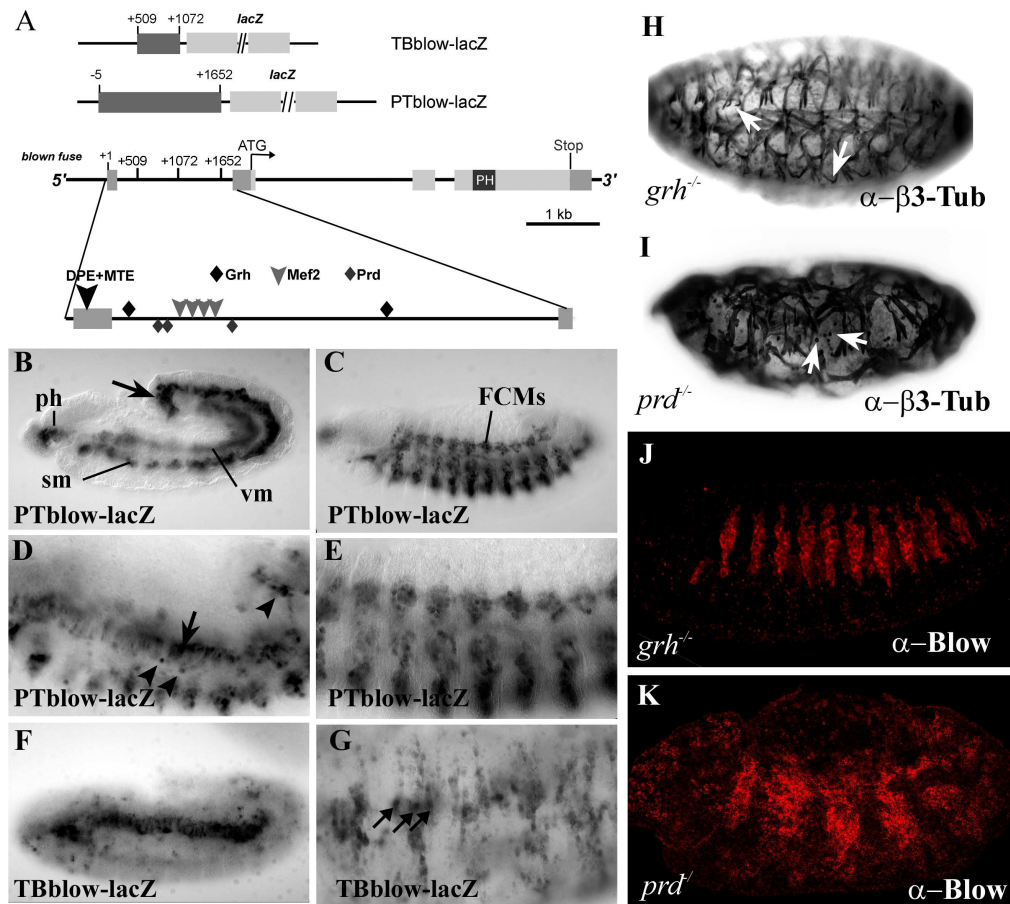 A
+509 +1072 lacZ
TBblow-lacZ
-5 +1652 lacZ
PTblow-lacZ
blown fuse
+1 +509 +1072 +1652 ATG Stop
5' PH 3'
1 kb
DPE+MTE Grh Mef2 Prd
B
ph
sm
vm
PTblow-lacZ
C
FCMs
PTblow-lacZ
D
PTblow-lacZ
E
PTblow-lacZ
F
TBblow-lacZ
G
TBblow-lacZ
H
grh-/-
α-β3-Tub
I
prd-/-
α-β3-Tub
J
grh-/-
α-Blow
K
prd-/
α-Blow